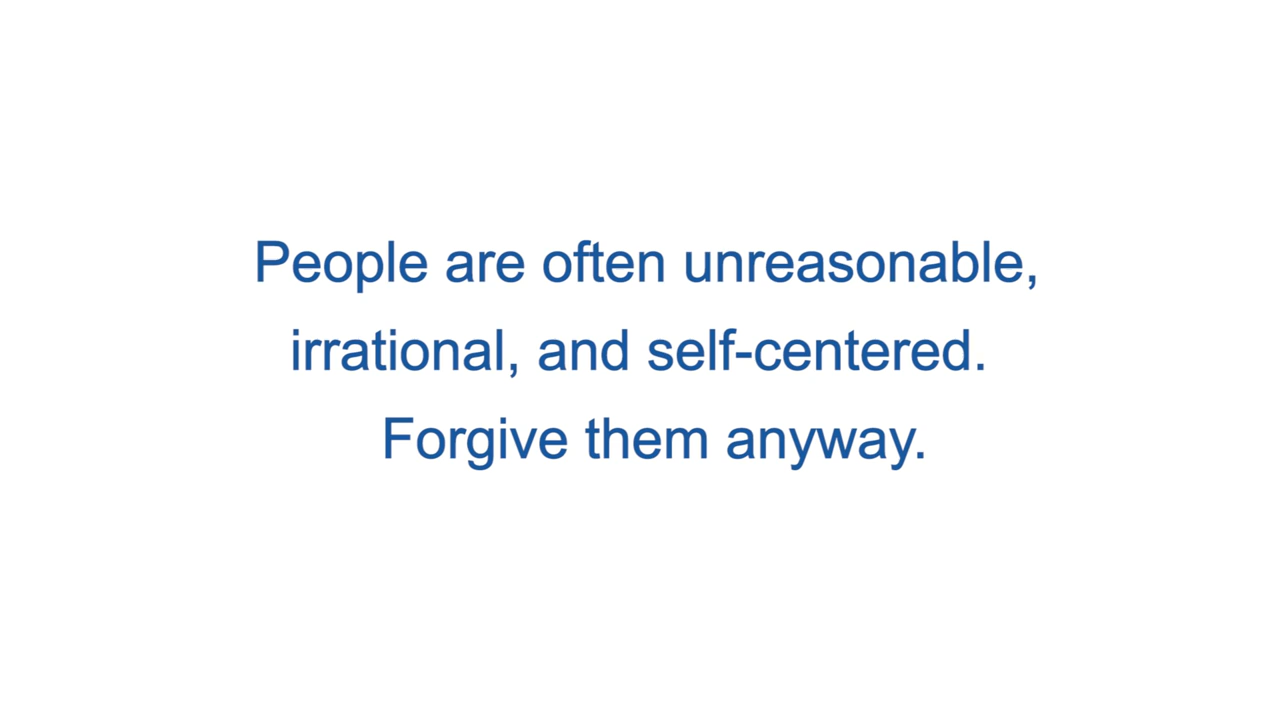 People are often unreasonable,
irrational, and self-centered.
Forgive them anyway.